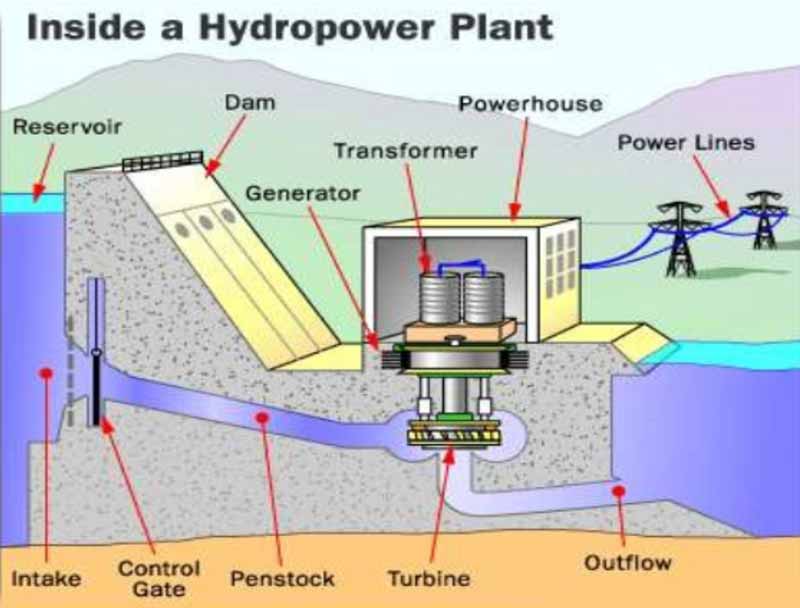 Inside a Hydropower Plant
Dam
Powerhouse
Reservoir
Power Lines
Transformer
Generator
Outflow
Intake
Control
Gate
Penstock
Turbine